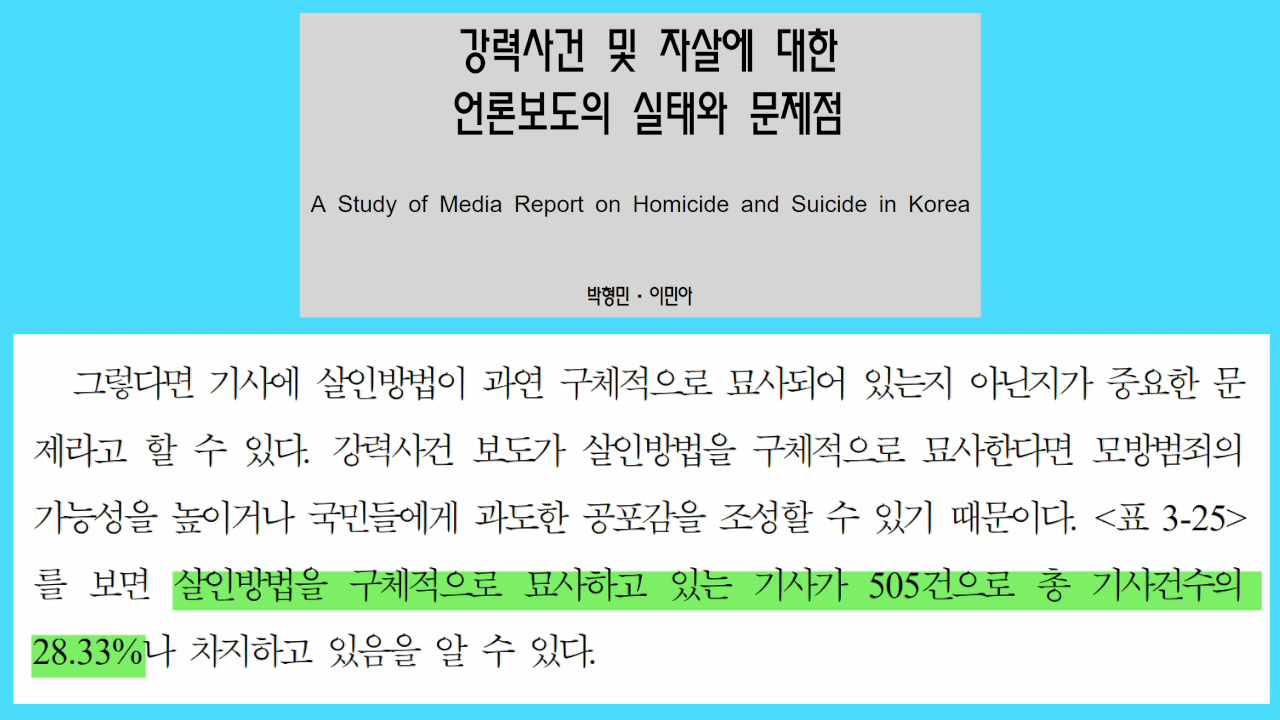 강력사건 및 자살에 대한
언론보도의 실태와 문제점
A Study of Media Report on Homicide and Suicide in Korea
박형민 · 이민아
그렇다면 기사에 살인방법이 과연 구체적으로 묘사되어 있는지 아닌지가 중요한 문
제라고 할 수 있다. 강력사건 보도가 살인방법을 구체적으로 묘사한다면 모방범죄의
가능성을 높이거나 국민들에게 과도한 공포감을 조성할 수 있기 때문이다. <표 3-25>
를 보면 살인방법을 구체적으로 묘사하고 있는 기사가 505건으로 총 기사건수의
28.33%나 차지하고 있음을 알 수 있다.